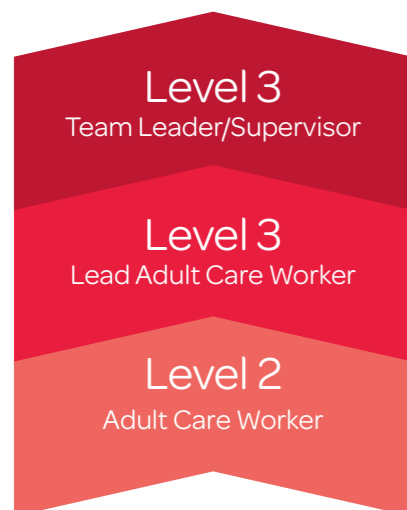 Level 3
Team Leader/Supervisor
Level 3
Lead Adult Care Worker
Level 2
Adult Care Worker